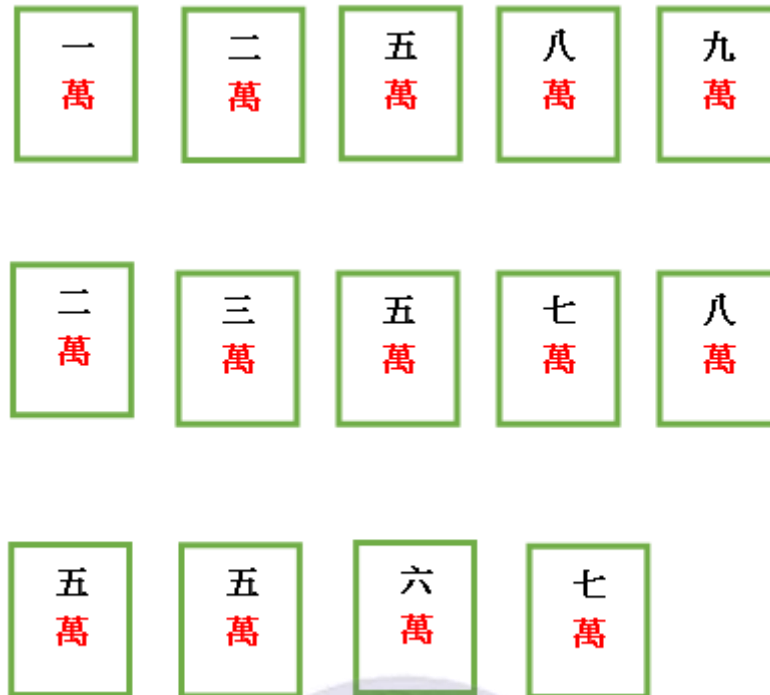 一 二 五 八 九
萬 萬 萬 萬 萬
二 三 五 七 八
萬 萬 萬 萬 萬
五 五 六 七
萬 萬 萬 萬